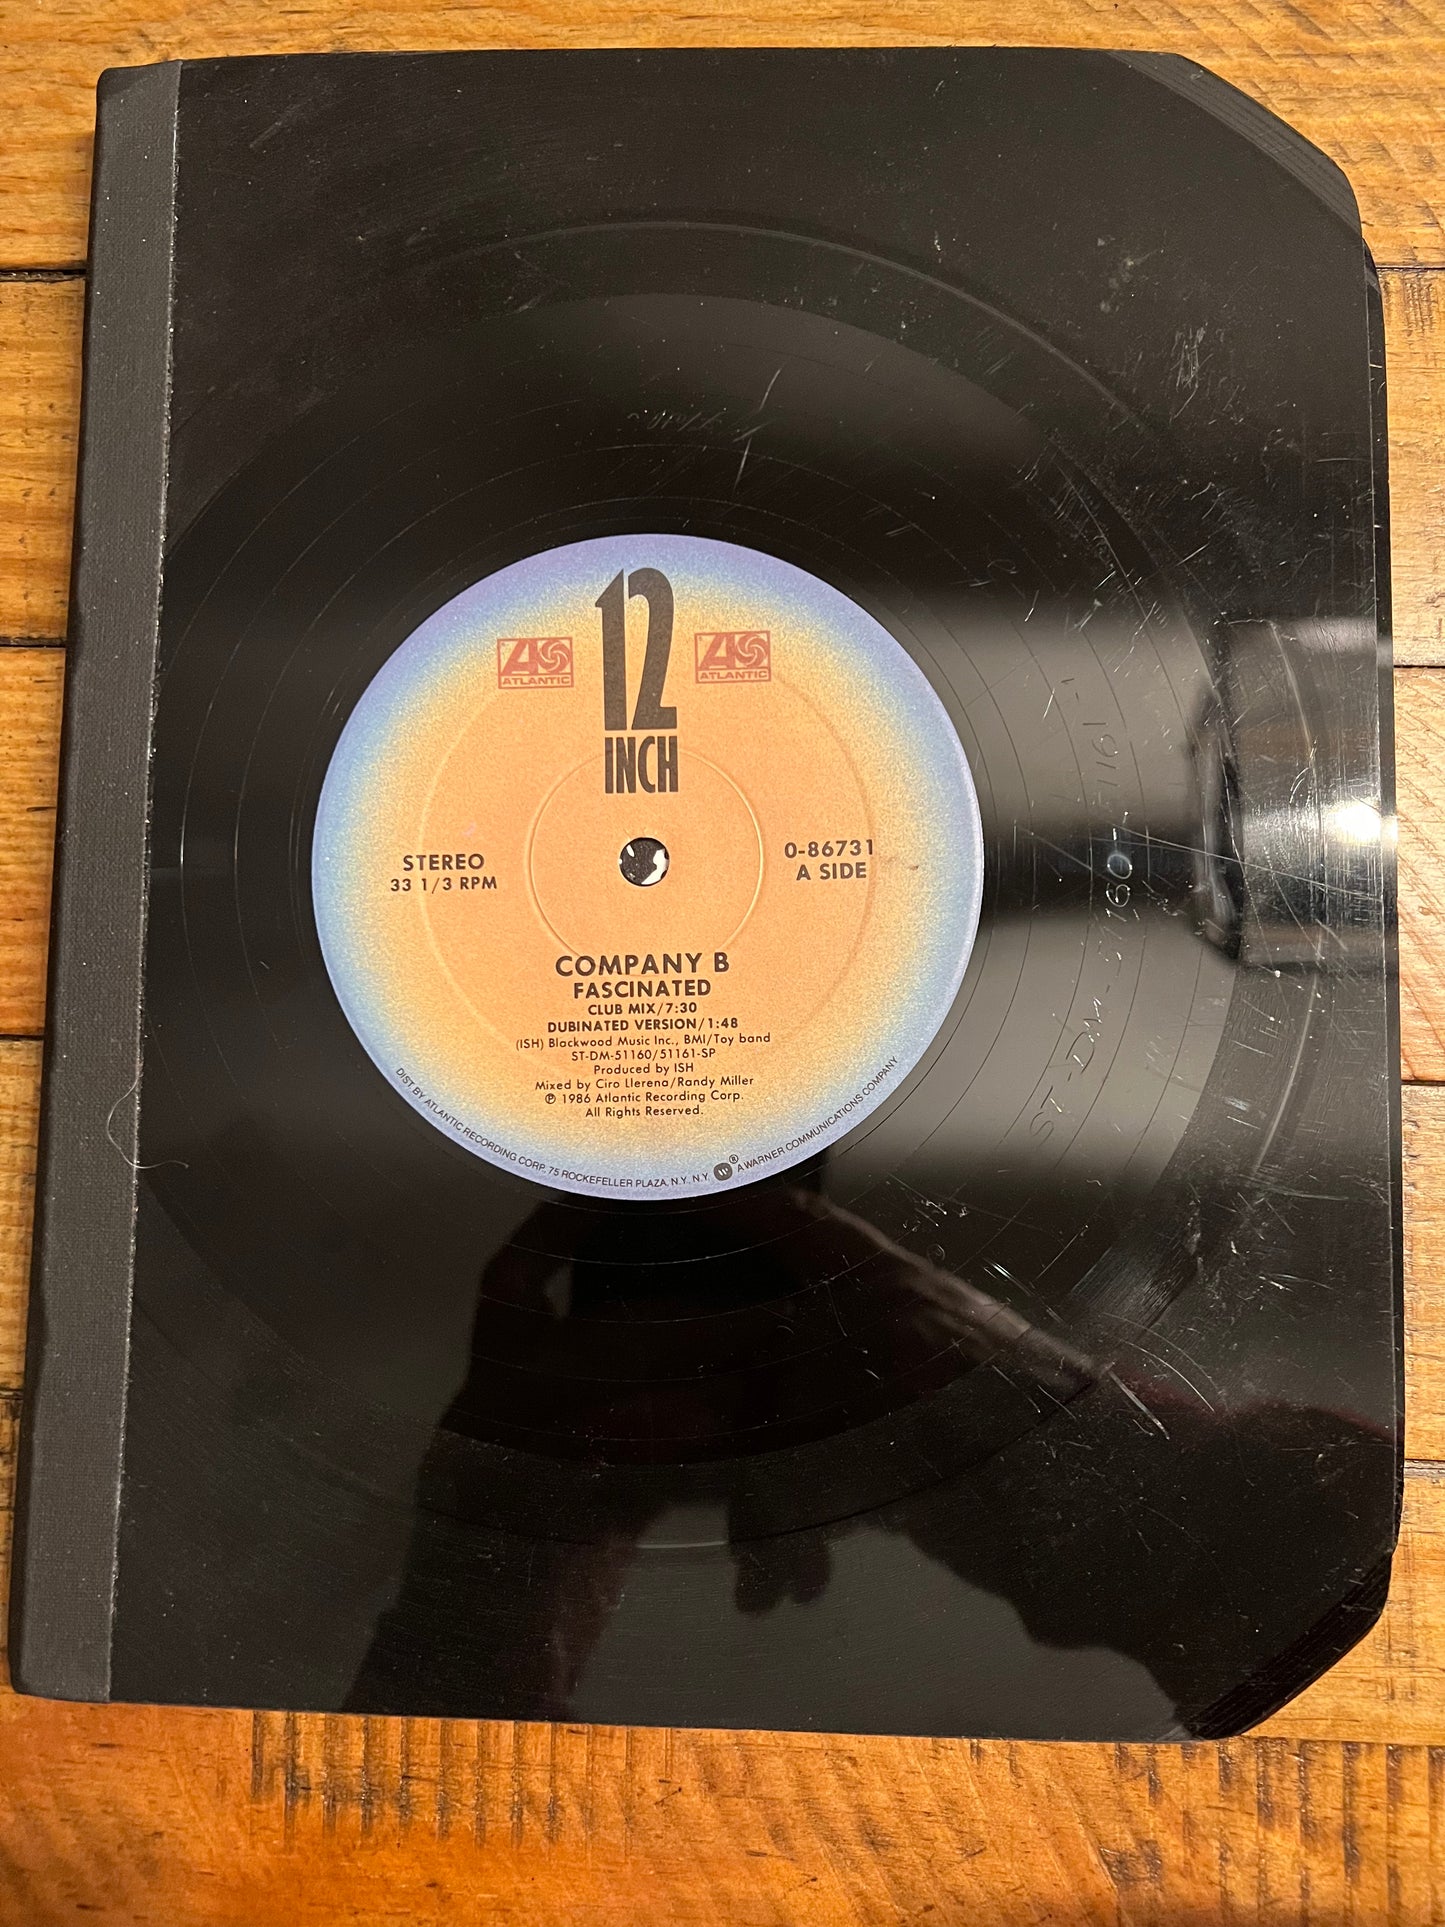 12
INCH
ATLANTIC
ATLANTIC
STEREO
33 1/3 RPM
0-86731
A SIDE
COMPANY B
FASCINATED
CLUB MIX/7:30
DUBINATED VERSION/1:48
(ISH) Blackwood Music Inc., BMI/Toy band
ST-DM-51160/51161-SP
Produced by ISH
Mixed by Ciro Llerena/Randy Miller
℗ 1986 Atlantic Recording Corp.
All Rights Reserved.
DIST BY ATLANTIC RECORDING CORP. 75 ROCKEFELLER PLAZA, N.Y., N.Y. ® A WARNER COMMUNICATIONS COMPANY